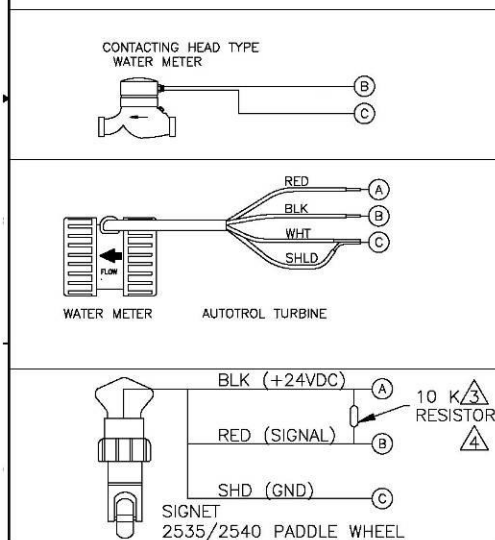 CONTACTING HEAD TYPE
WATER METER
B
C
RED
A
BLK
B
WHT
C
SHLD
FLOW
WATER METER
AUTOTROL TURBINE
BLK (+24VDC)
A
10 K 3
RESISTOR
RED (SIGNAL)
B
4
SHD (GND)
C
SIGNET
2535/2540 PADDLE WHEEL